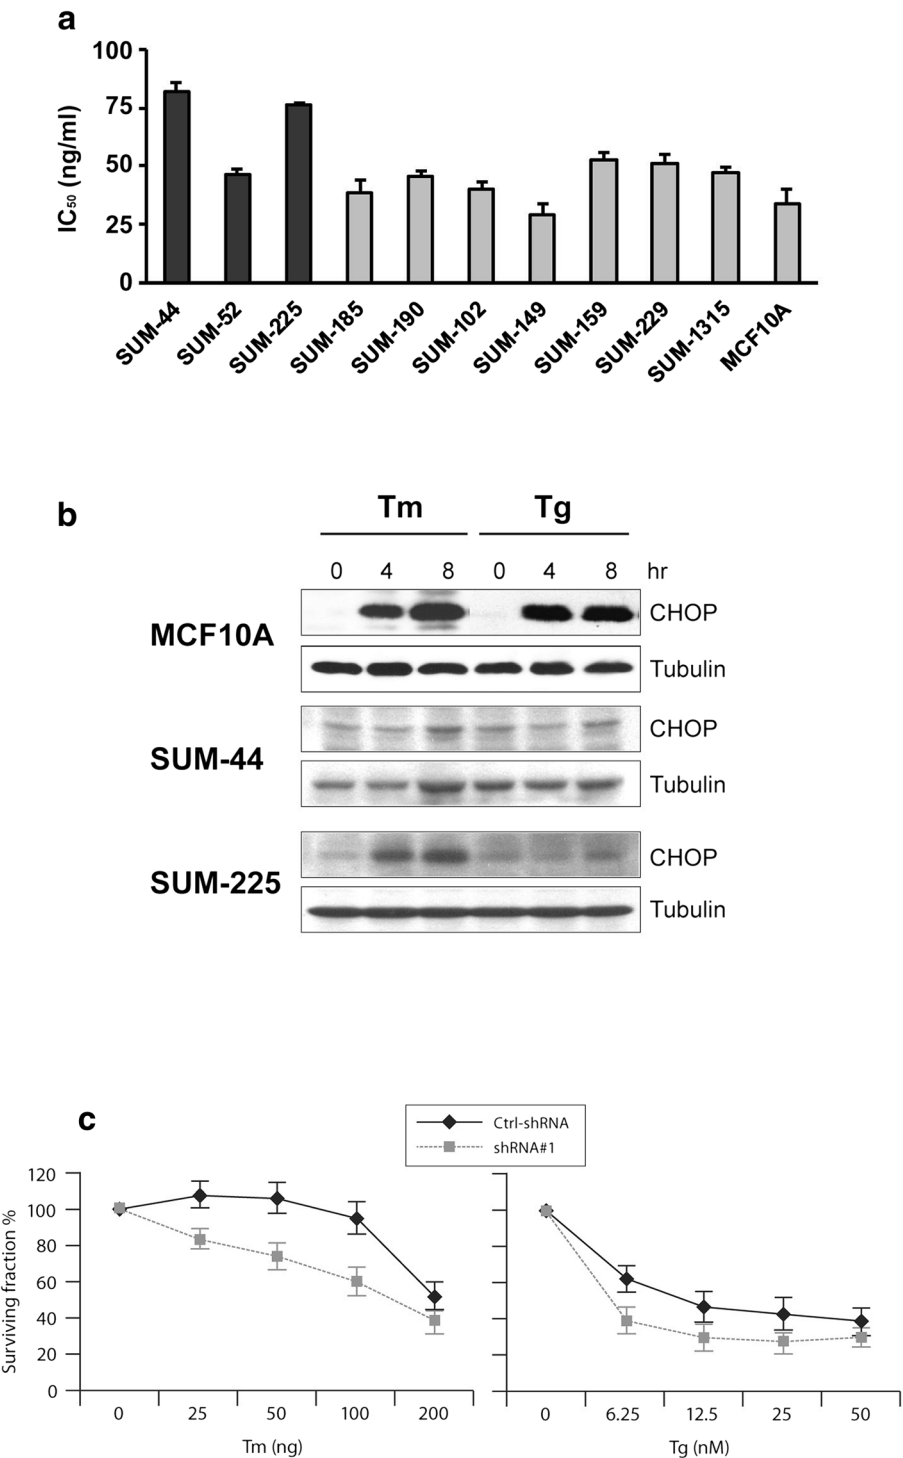 a
100
75
50
25
0
IC50 (ng/ml)
SUM-44
SUM-52
SUM-225
SUM-185
SUM-190
SUM-102
SUM-149
SUM-159
SUM-229
SUM-1315
MCF10A
b
Tm Tg
0 4 8 0 4 8 hr
MCF10A
CHOP
Tubulin
SUM-44
CHOP
Tubulin
SUM-225
CHOP
Tubulin
c
Ctrl-shRNA
shRNA#1
Surviving fraction %
120
100
80
60
40
20
0
0 25 50 100 200
Tm (ng)
0 6.25 12.5 25 50
Tg (nM)